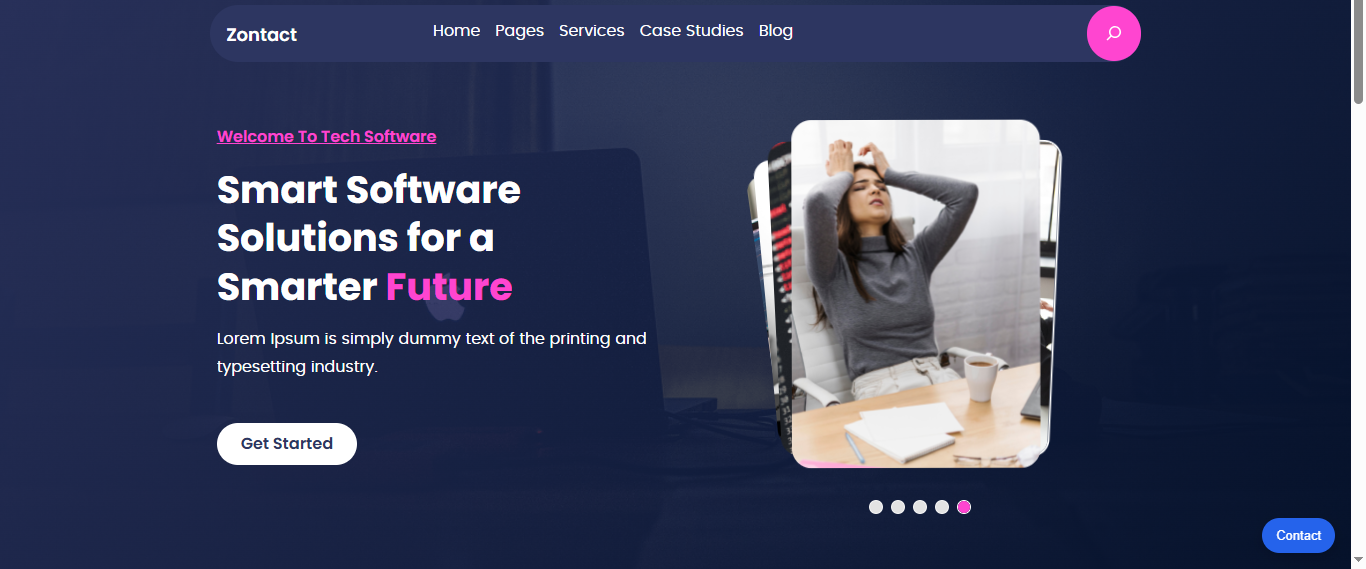 Zontact
Home Pages Services Case Studies Blog
Welcome To Tech Software
Smart Software
Solutions for a
Smarter Future
Lorem Ipsum is simply dummy text of the printing and
typesetting industry.
Get Started
Contact